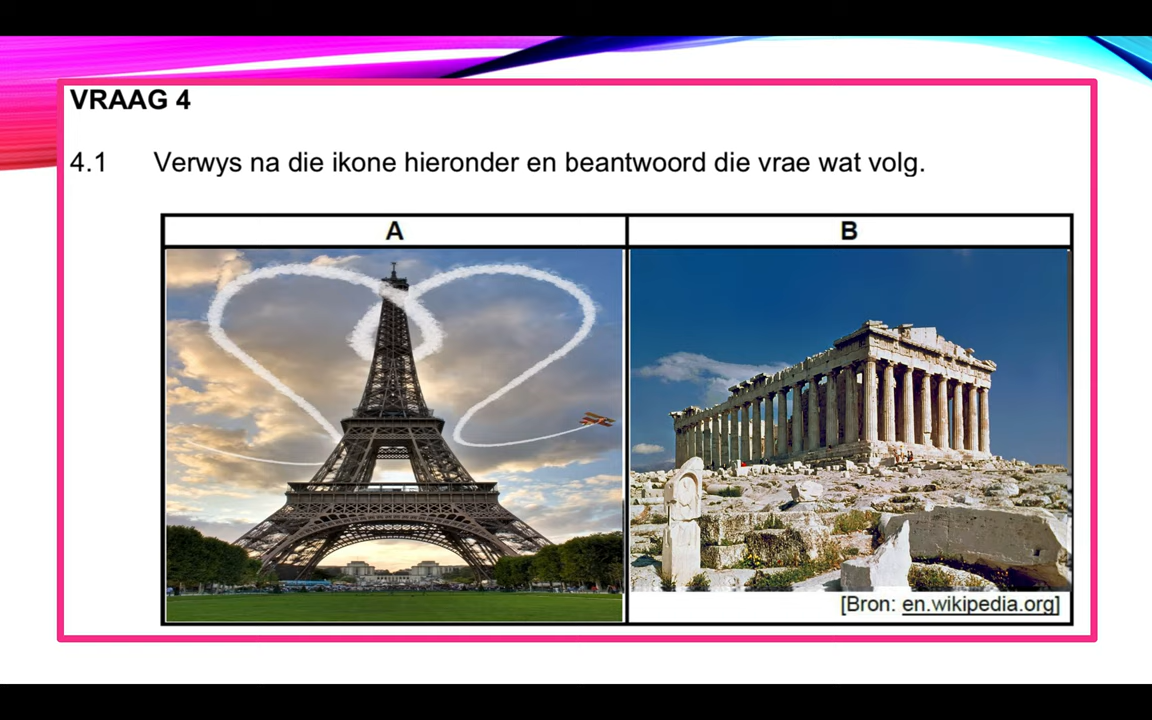 VRAAG 4
4.1 Verwys na die ikone hieronder en beantwoord die vrae wat volg.
A B
[Bron: en.wikipedia.org]